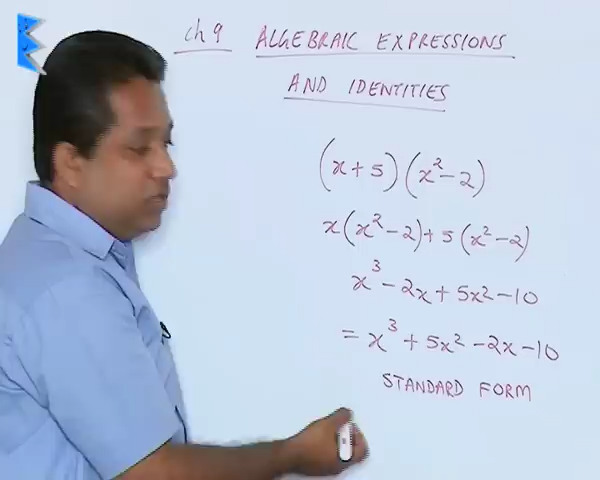 ch 9 ALGEBRAIC EXPRESSIONS
AND IDENTITIES
(x+5)(x²-2)
x(x²-2)+5(x²-2)
x³-2x+5x²-10
=x³+5x²-2x-10
STANDARD FORM